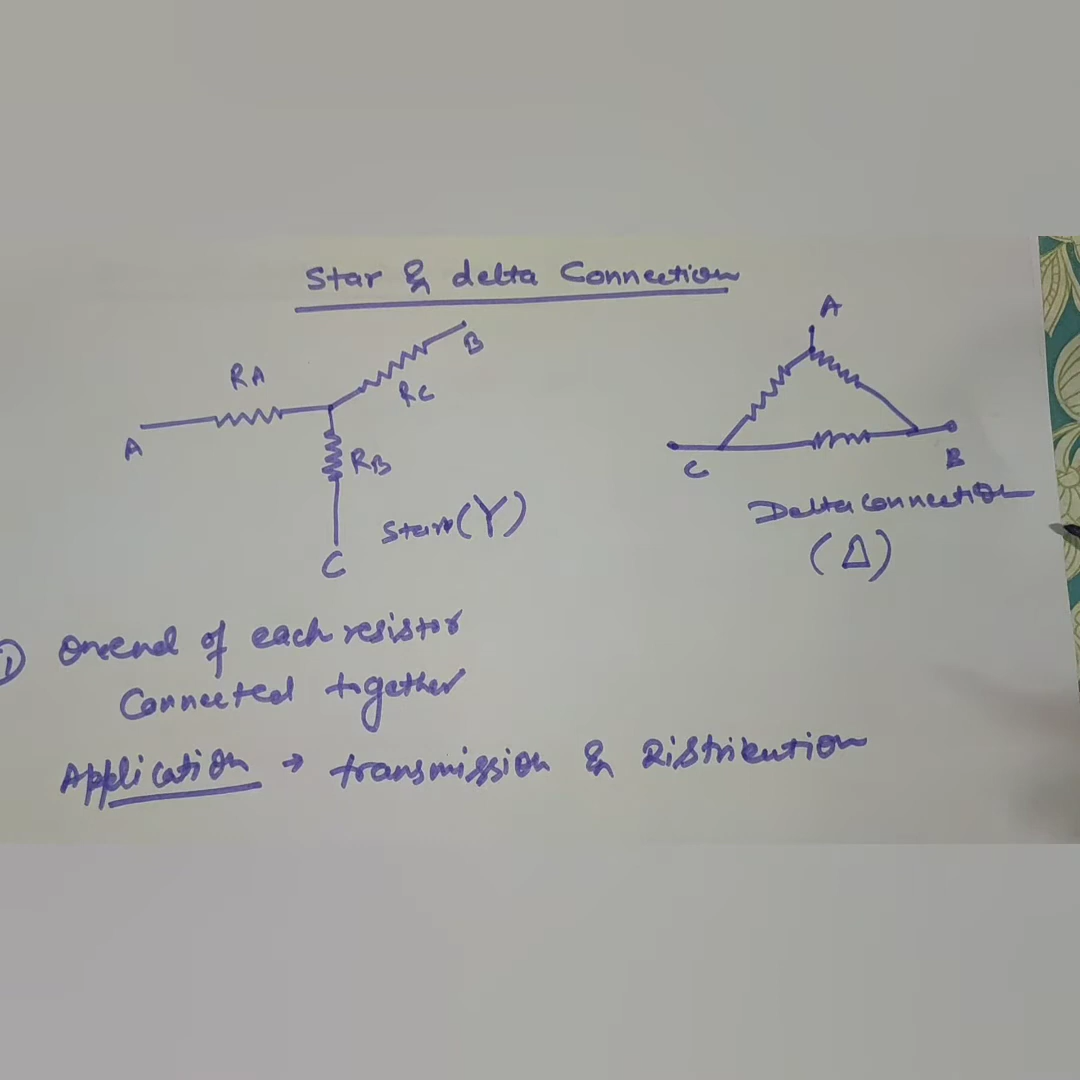 Star & delta Connection
A
RA
B
RC
A
RB
C
B
C
Star (Y)
Delta connection
(Δ)
① One end of each resistor
Connected together
Application → transmission & Distribution